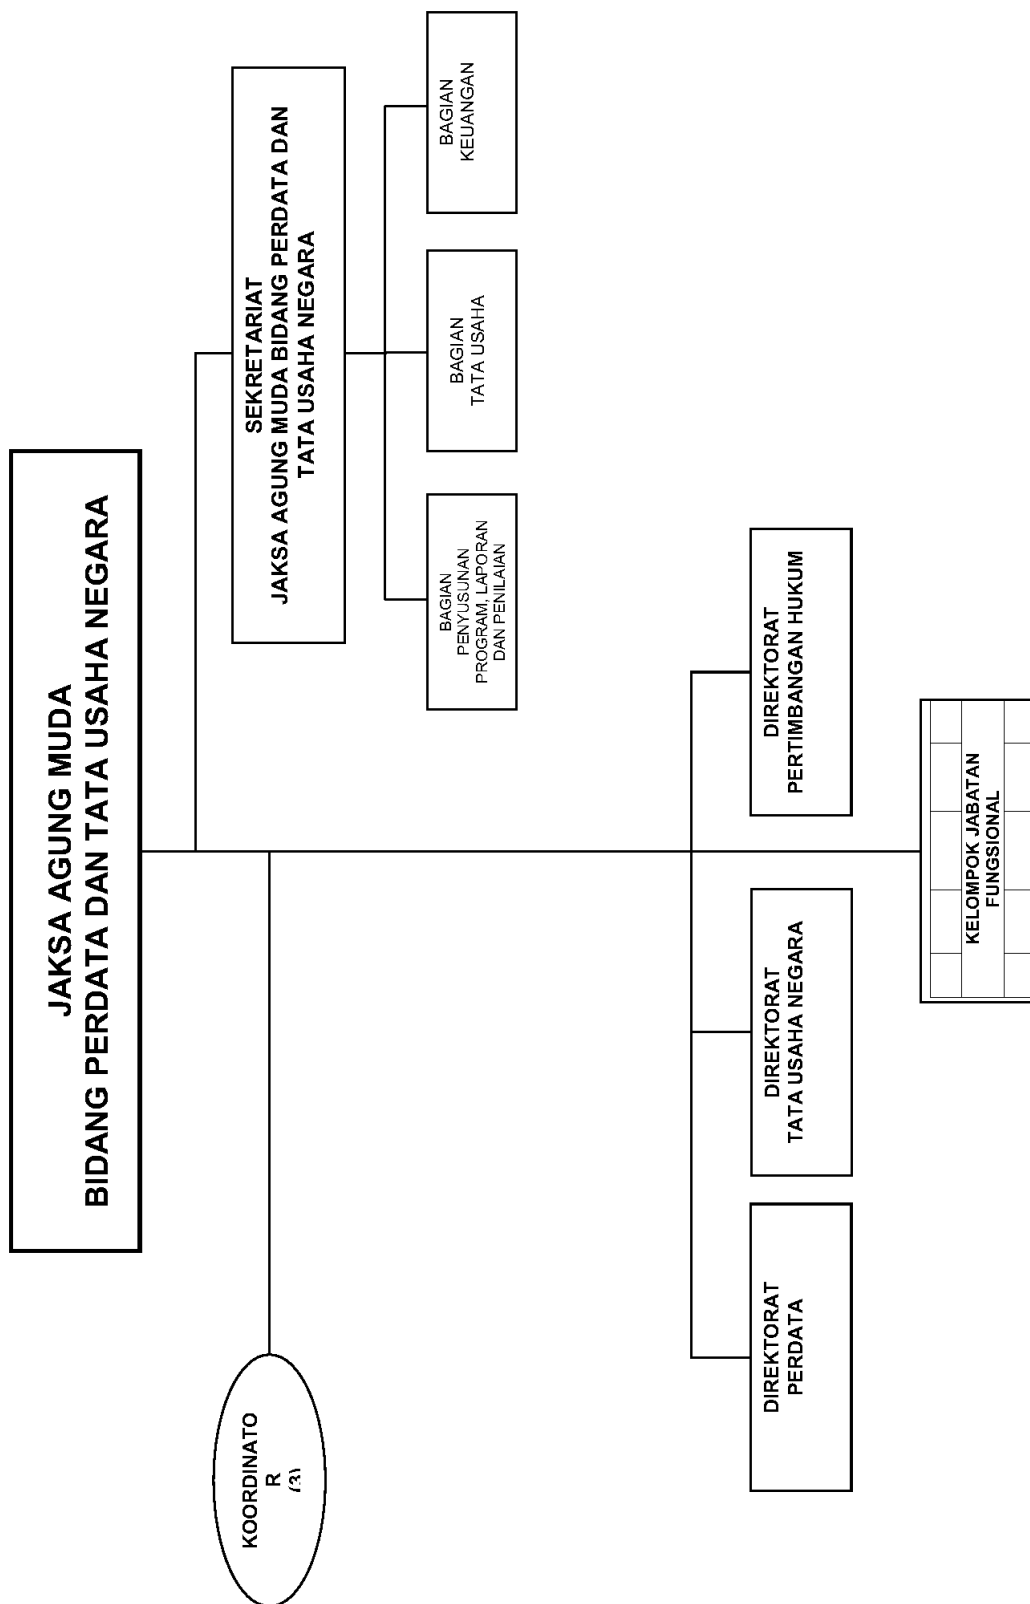 JAKSA AGUNG MUDA
BIDANG PERDATA DAN TATA USAHA NEGARA
KOORDINATO
R
(3)
SEKRETARIAT
JAKSA AGUNG MUDA BIDANG PERDATA DAN
TATA USAHA NEGARA
BAGIAN
PENYUSUNAN
PROGRAM, LAPORAN
DAN PENILAIAN
BAGIAN
TATA USAHA
BAGIAN
KEUANGAN
DIREKTORAT
PERDATA
DIREKTORAT
TATA USAHA NEGARA
DIREKTORAT
PERTIMBANGAN HUKUM
KELOMPOK JABATAN
FUNGSIONAL